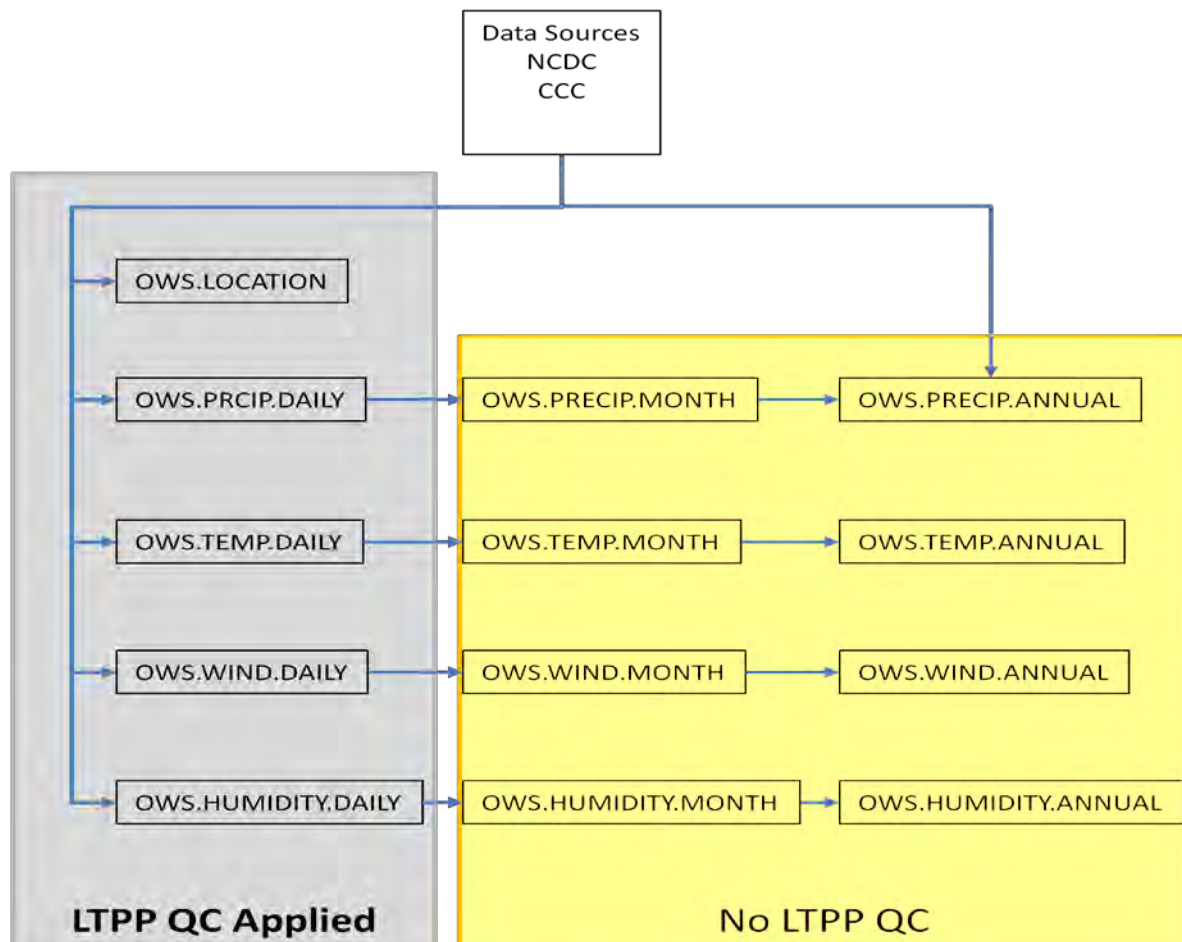 Data Sources
NCDC
CCC
OWS.LOCATION
OWS.PRCIP.DAILY
OWS.PRECIP.MONTH
OWS.PRECIP.ANNUAL
OWS.TEMP.DAILY
OWS.TEMP.MONTH
OWS.TEMP.ANNUAL
OWS.WIND.DAILY
OWS.WIND.MONTH
OWS.WIND.ANNUAL
OWS.HUMIDITY.DAILY
OWS.HUMIDITY.MONTH
OWS.HUMIDITY.ANNUAL
LTPP QC Applied
No LTPP QC